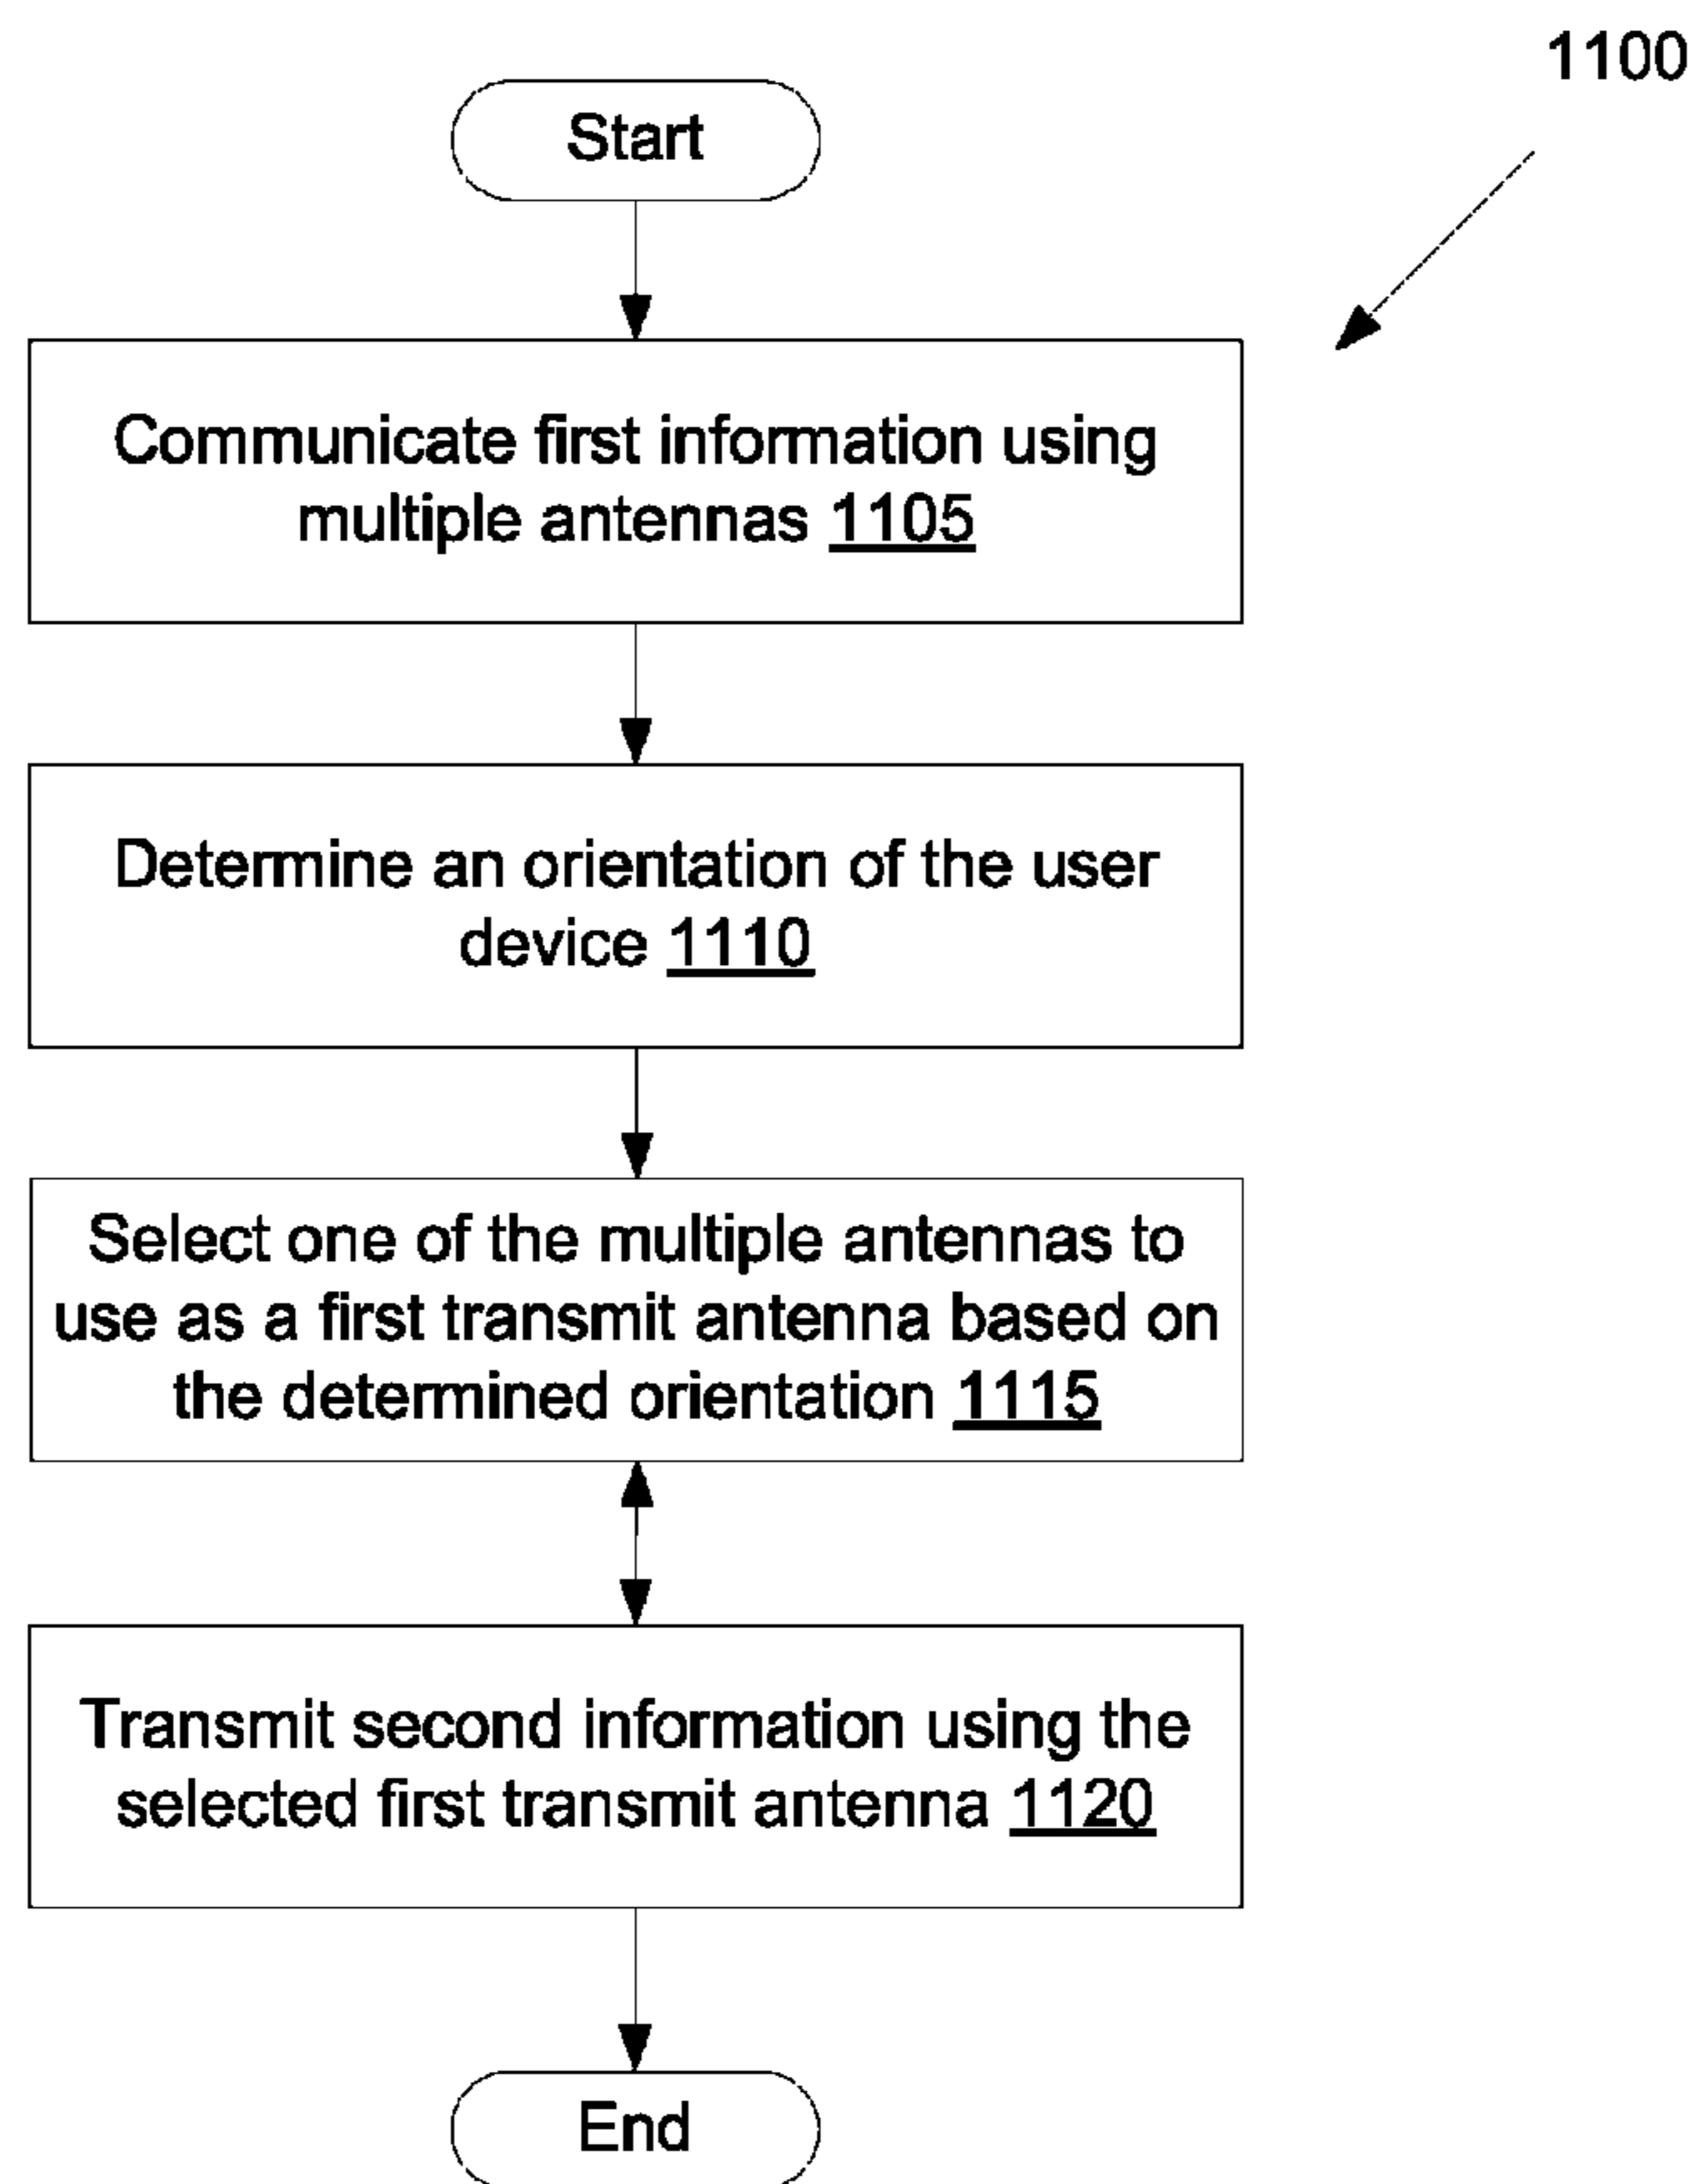 1100
Start
Communicate first information using
multiple antennas 1105
Determine an orientation of the user
device 1110
Select one of the multiple antennas to
use as a first transmit antenna based on
the determined orientation 1115
Transmit second information using the
selected first transmit antenna 1120
End